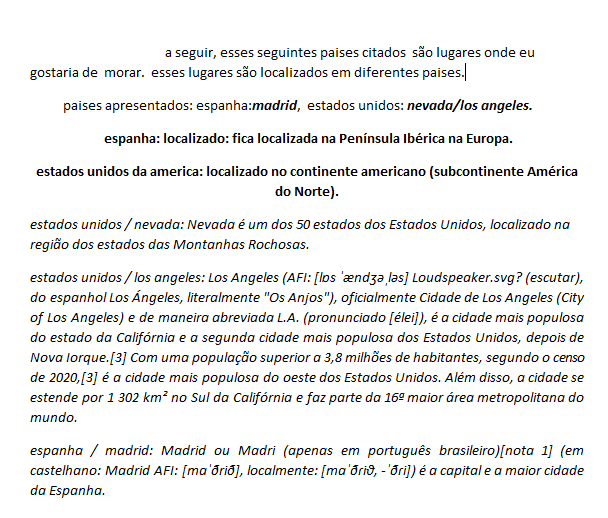 a seguir, esses seguintes paises citados  são lugares onde eu
gostaria de  morar.  esses lugares são localizados em diferentes paises.
paises apresentados: espanha:madrid,  estados unidos: nevada/los angeles.
espanha: localizado: fica localizada na Península Ibérica na Europa.
estados unidos da america: localizado no continente americano (subcontinente América
do Norte).
estados unidos / nevada: Nevada é um dos 50 estados dos Estados Unidos, localizado na
região dos estados das Montanhas Rochosas.
estados unidos / los angeles: Los Angeles (AFI: [lɒs ˈændʒəˌləs] Loudspeaker.svg? (escutar),
do espanhol Los Ángeles, literalmente "Os Anjos"), oficialmente Cidade de Los Angeles (City
of Los Angeles) e de maneira abreviada L.A. (pronunciado [élei]), é a cidade mais populosa
do estado da Califórnia e a segunda cidade mais populosa dos Estados Unidos, depois de
Nova Iorque.[3] Com uma população superior a 3,8 milhões de habitantes, segundo o censo
de 2020,[3] é a cidade mais populosa do oeste dos Estados Unidos. Além disso, a cidade se
estende por 1 302 km² no Sul da Califórnia e faz parte da 16ª maior área metropolitana do
mundo.
espanha / madrid: Madrid ou Madri (apenas em português brasileiro)[nota 1] (em
castelhano: Madrid AFI: [maˈðɾið], localmente: [maˈðɾiθ, -ˈðɾi]) é a capital e a maior cidade
da Espanha.